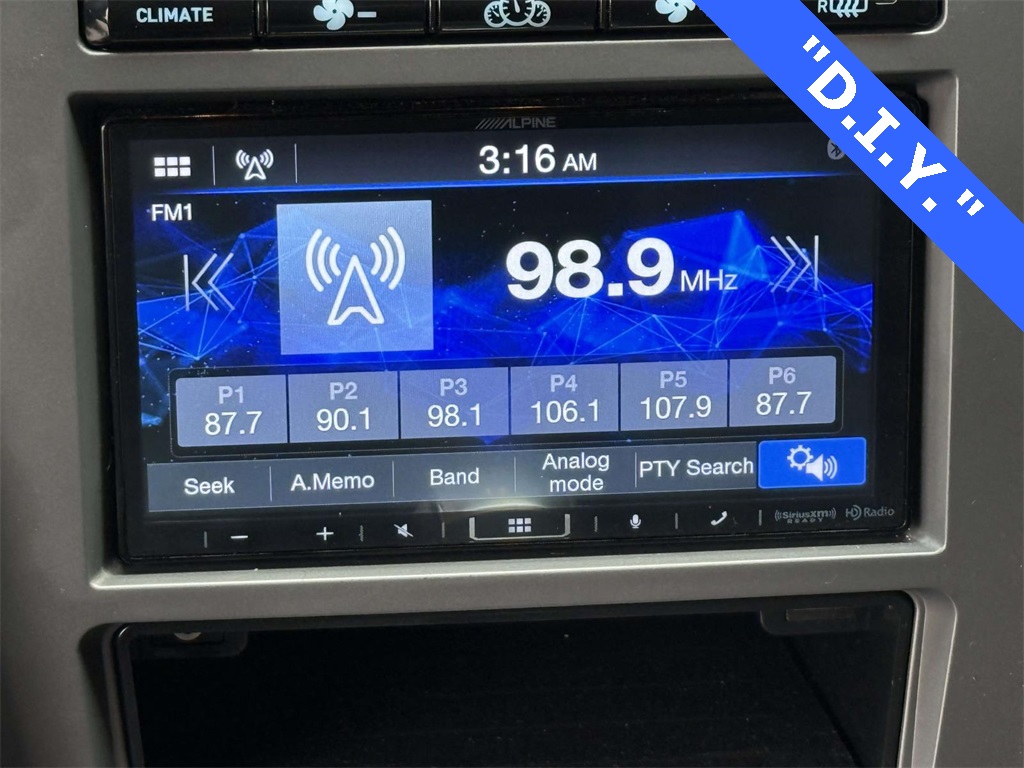 CLIMATE
R
"D.I.Y."
ALPINE
3:16 AM
FM1
98.9 MHz
P1 P2 P3 P4 P5 P6
87.7 90.1 98.1 106.1 107.9 87.7
Seek A.Memo Band Analog mode PTY Search
((SiriusXM)) READY HD Radio